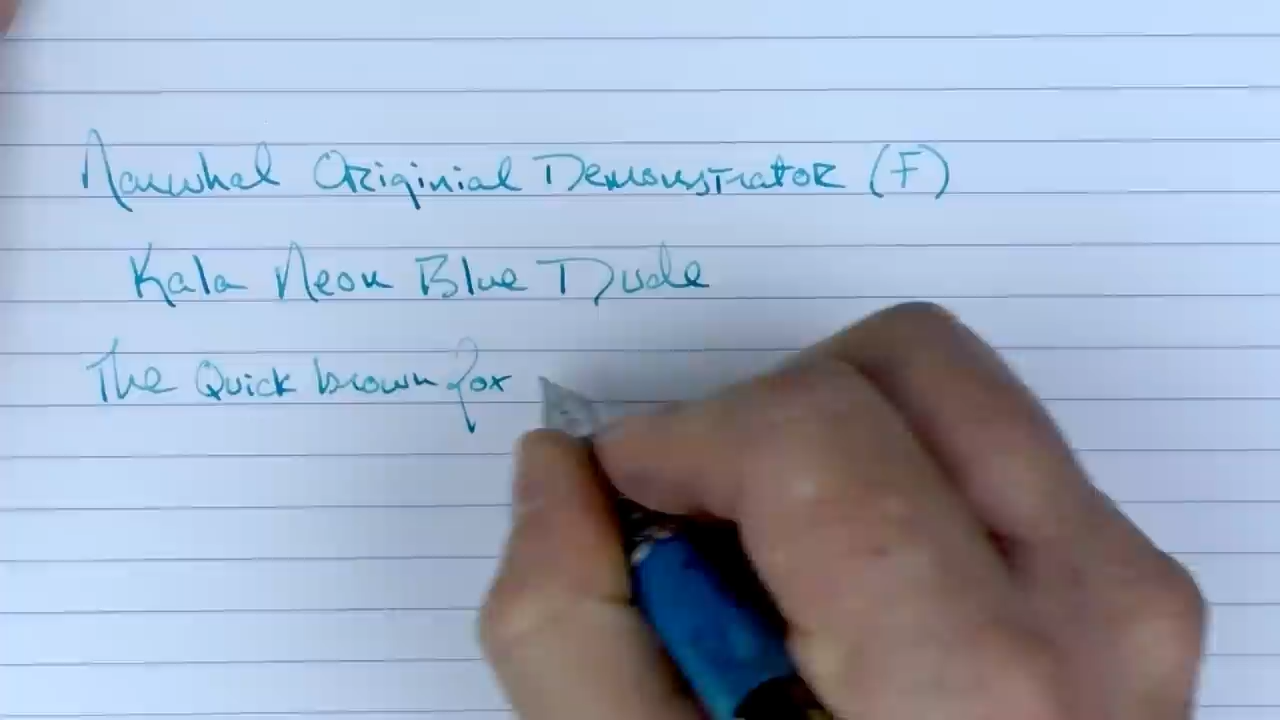 Narwhal Originial Demonstrator (F)
Kala Neon Blue Dude
The Quick brown fox